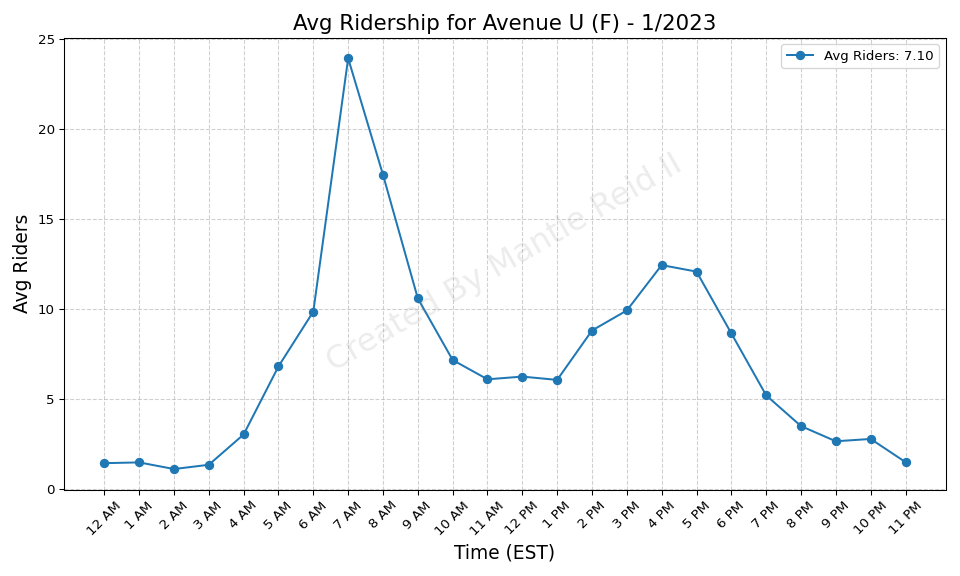 Avg Ridership for Avenue U (F) - 1/2023
Avg Riders: 7.10
Avg Riders
25
20
15
10
5
0
Created By Mantle Reid II
12 AM
1 AM
2 AM
3 AM
4 AM
5 AM
6 AM
7 AM
8 AM
9 AM
10 AM
11 AM
12 PM
1 PM
2 PM
3 PM
4 PM
5 PM
6 PM
7 PM
8 PM
9 PM
10 PM
11 PM
Time (EST)